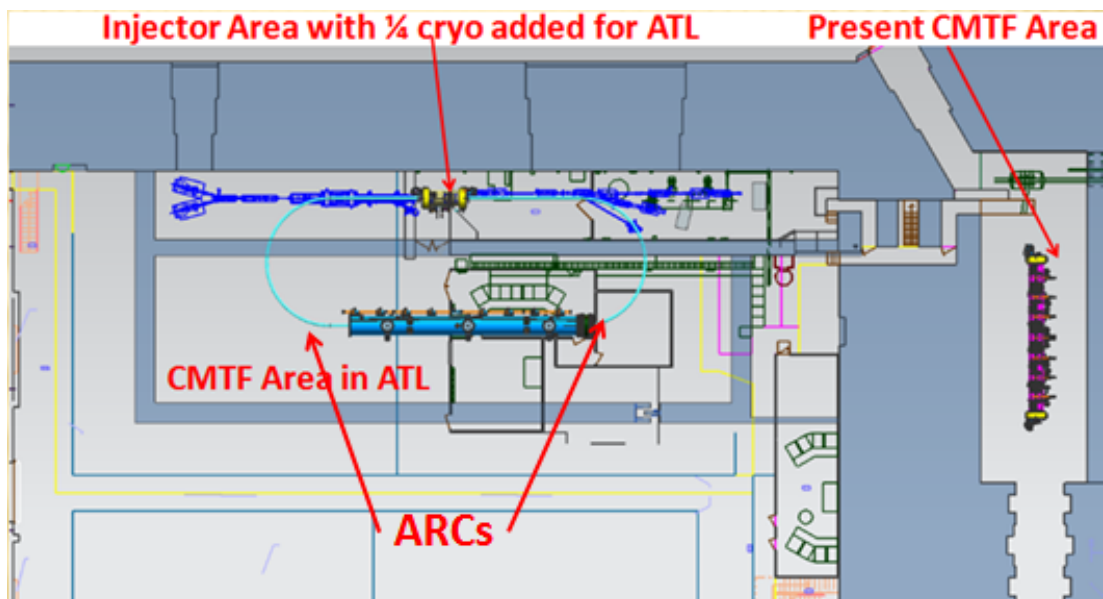 Injector Area with ¼ cryo added for ATL
Present CMTF Area
CMTF Area in ATL
ARCs